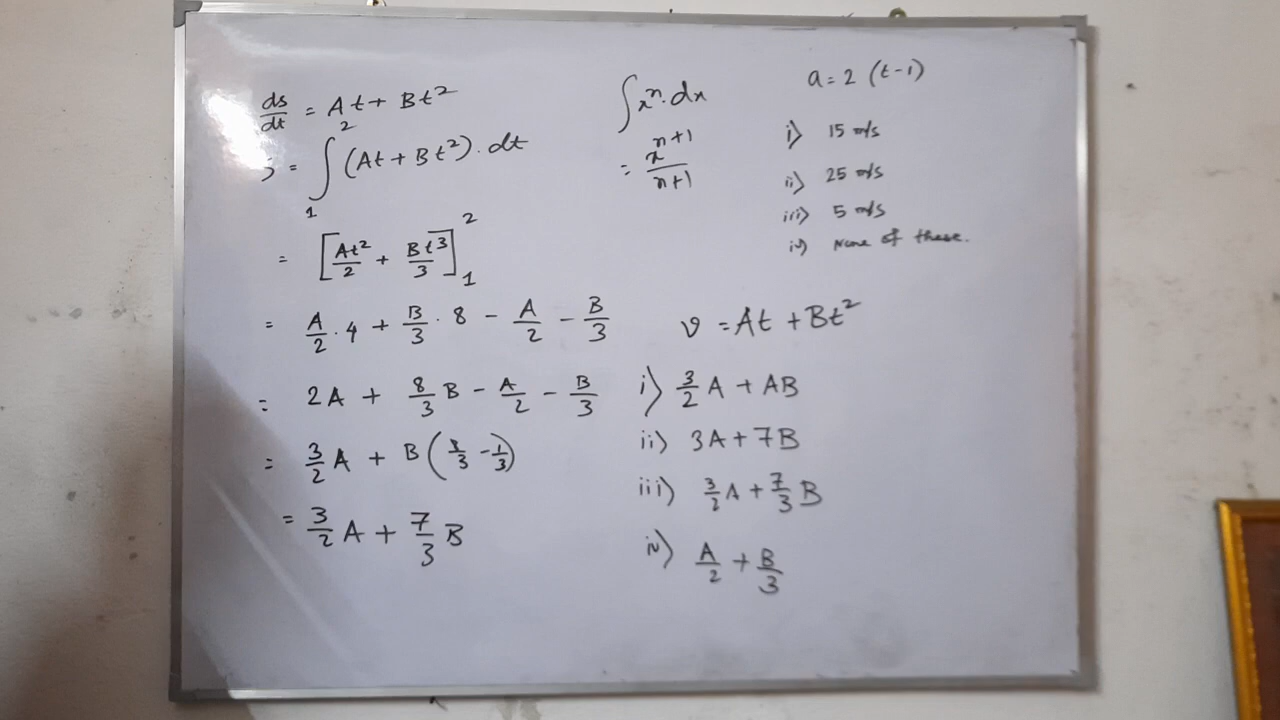 ds/dt = At + Bt²
; = ∫₁² (At + Bt²). dt
= [At²/2 + Bt³/3]₁²
= A/2 . 4 + B/3 . 8 - A/2 - B/3
= 2A + 8/3 B - A/2 - B/3
= 3/2 A + B (8/3 - 1/3)
= 3/2 A + 7/3 B
∫xⁿ. dx
= xⁿ⁺¹/n+1
a = 2 (t-1)
i) 15 m/s
ii) 25 m/s
iii) 5 m/s
iv) None of these.
v = At + Bt²
i) 3/2 A + AB
ii) 3A + 7B
iii) 3/2 A + 7/3 B
iv) A/2 + B/3